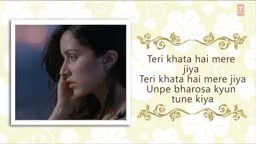 Teri khata hai mere
jiya
Teri khata hai mere jiya
Unpe bharosa kyun
tune kiya